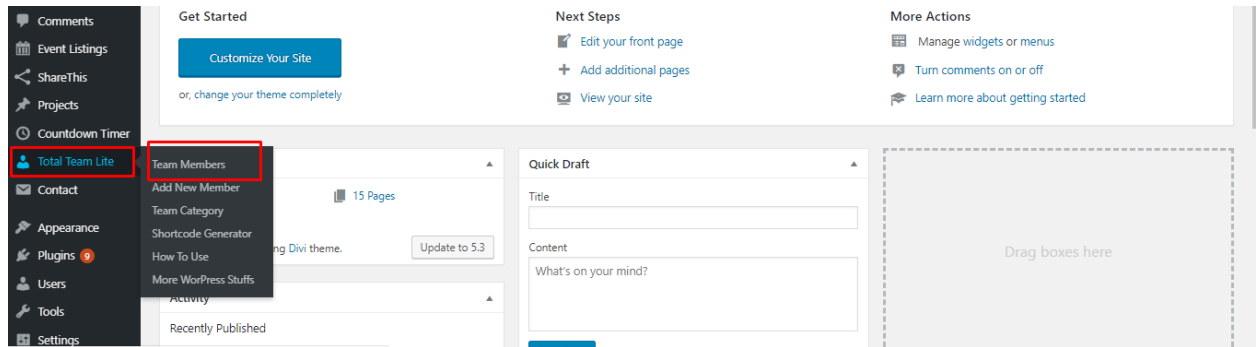 Comments
Event Listings
ShareThis
Projects
Countdown Timer
Total Team Lite
Contact
Appearance
Plugins 9
Users
Tools
Settings
Team Members
Add New Member
Team Category
Shortcode Generator
How To Use
More WorPress Stuffs
Get Started
Customize Your Site
or, change your theme completely
Next Steps
Edit your front page
Add additional pages
View your site
More Actions
Manage widgets or menus
Turn comments on or off
Learn more about getting started
15 Pages
ng Divi theme.
Update to 5.3
Activity
Recently Published
Quick Draft
Title
Content
What's on your mind?
Drag boxes here